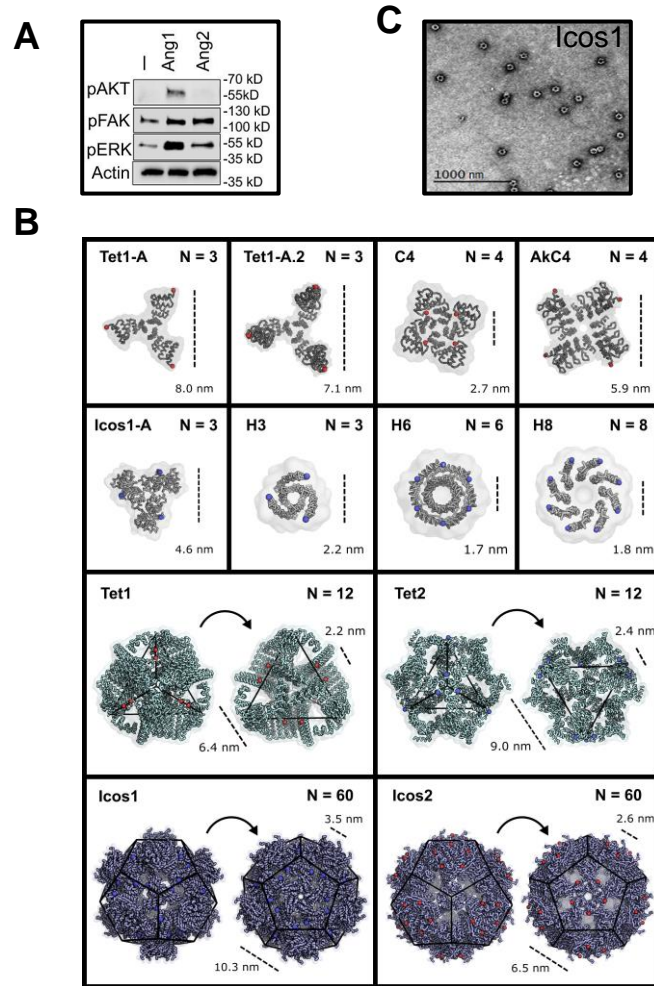 A
C
–
Ang1
Ang2
pAKT
-70 kD
-55kD
pFAK
-130 kD
-100 kD
pERK
-55 kD
-35 kD
Actin
-35 kD
Icos1
1000 nm
B
Tet1-A N = 3
8.0 nm
Tet1-A.2 N = 3
7.1 nm
C4 N = 4
2.7 nm
AkC4 N = 4
5.9 nm
Icos1-A N = 3
4.6 nm
H3 N = 3
2.2 nm
H6 N = 6
1.7 nm
H8 N = 8
1.8 nm
Tet1 N = 12
2.2 nm
6.4 nm
Tet2 N = 12
2.4 nm
9.0 nm
Icos1 N = 60
3.5 nm
10.3 nm
Icos2 N = 60
2.6 nm
6.5 nm